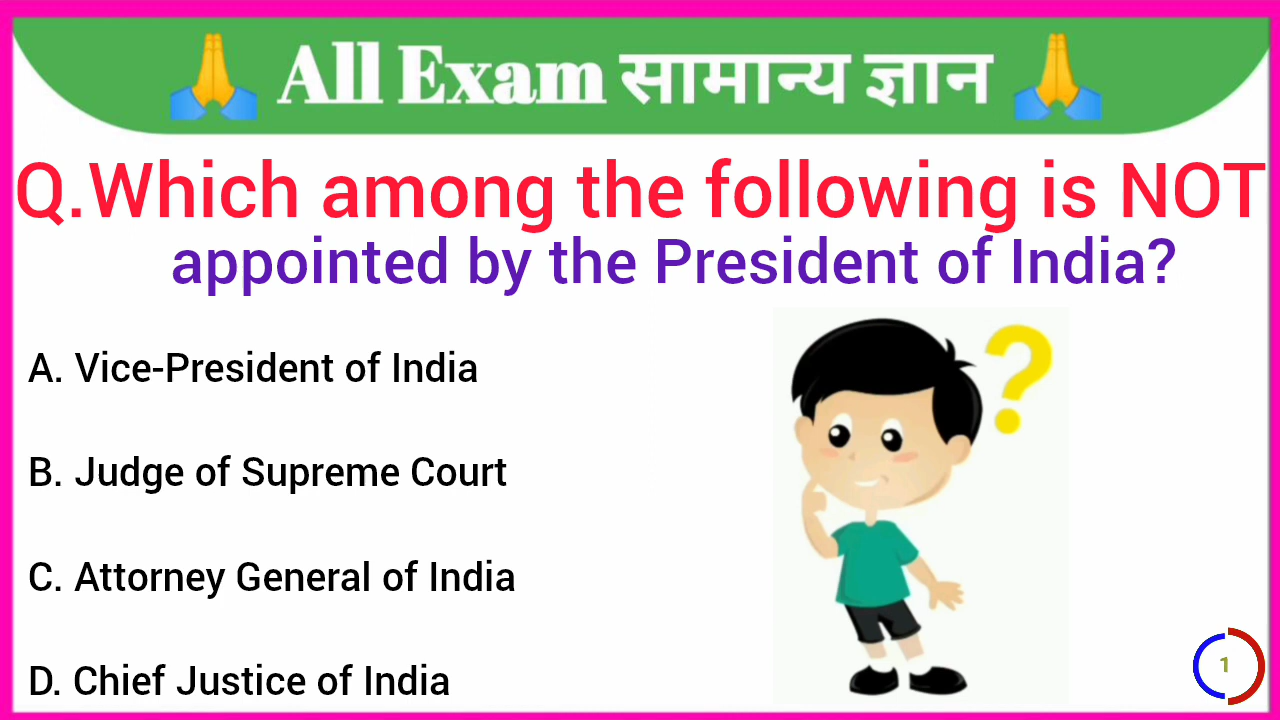 🙏 All Exam सामान्य ज्ञान 🙏
Q.Which among the following is NOT
appointed by the President of India?
A. Vice-President of India
B. Judge of Supreme Court
C. Attorney General of India
D. Chief Justice of India
?
1